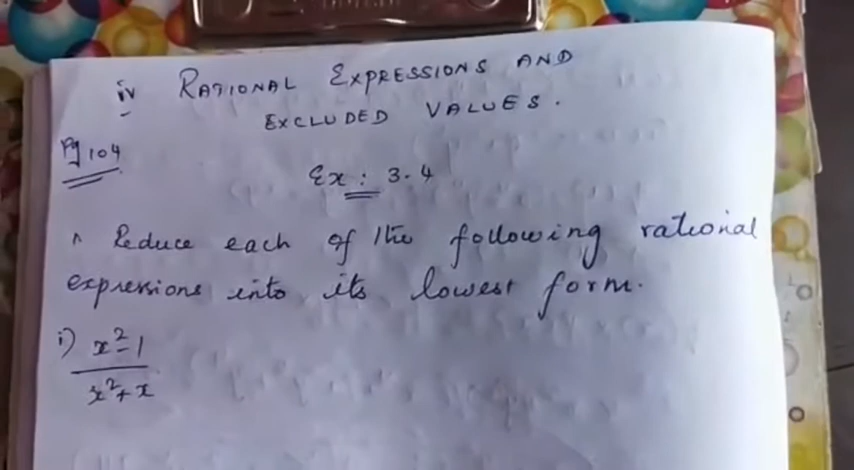 iv RATIONAL EXPRESSIONS AND
EXCLUDED VALUES.
Pg 104
Ex: 3.4
1 Reduce each of the following rational
expressions into its lowest form.
i) x²-1
x²+x